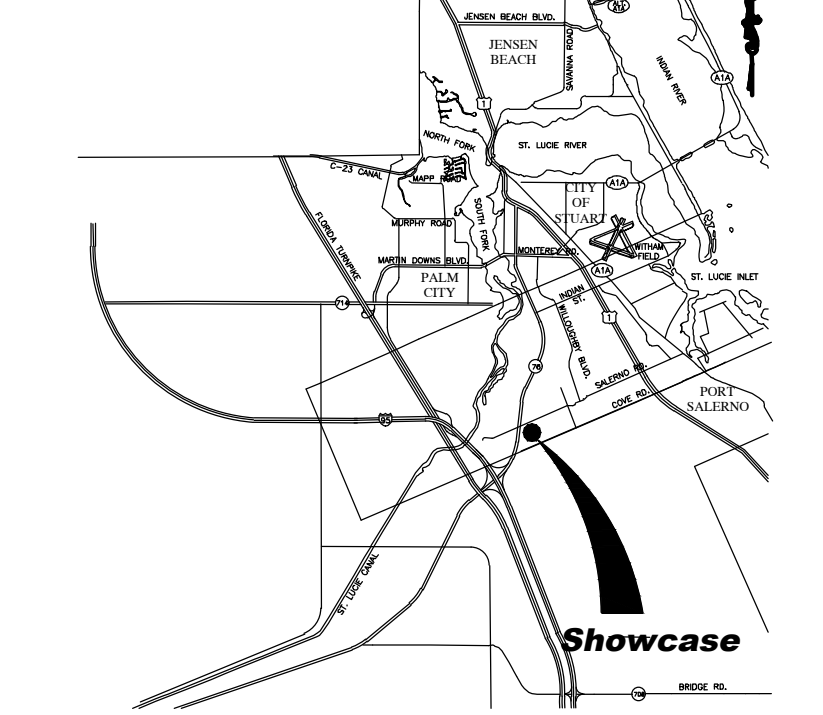 ALT.
A1A
JENSEN BEACH BLVD.
JENSEN
BEACH
SAVANNA ROAD
INDIAN RIVER
A1A
1
NORTH FORK
ST. LUCIE RIVER
C-23 CANAL
MAPP ROAD
A1A
CITY
OF
STUART
SOUTH FORK
FLORIDA TURNPIKE
MURPHY ROAD
MONTEREY RD.
WITHAM
FIELD
MARTIN DOWNS BLVD.
A1A
ST. LUCIE INLET
PALM
CITY
INDIAN
ST.
714
WILLOUGHBY BLVD.
1
76
SALERNO RD.
COVE RD.
PORT
SALERNO
95
ST. LUCIE CANAL
Showcase
708
BRIDGE RD.